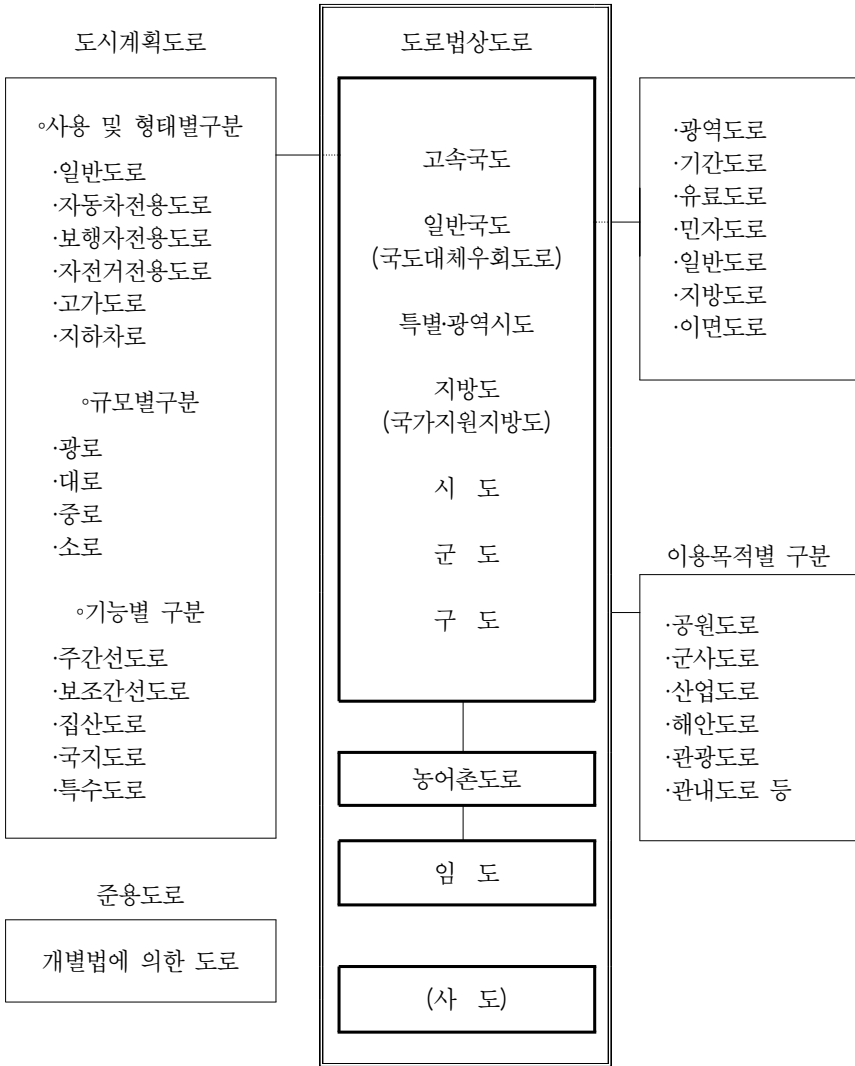 도시계획도로
◦사용 및 형태별구분
·일반도로
·자동차전용도로
·보행자전용도로
·자전거전용도로
·고가도로
·지하차로
◦규모별구분
·광로
·대로
·중로
·소로
◦기능별 구분
·주간선도로
·보조간선도로
·집산도로
·국지도로
·특수도로
준용도로
개별법에 의한 도로
도로법상도로
고속국도
일반국도
(국도대체우회도로)
특별·광역시도
지방도
(국가지원지방도)
시 도
군 도
구 도
농어촌도로
임 도
(사 도)
·광역도로
·기간도로
·유료도로
·민자도로
·일반도로
·지방도로
·이면도로
이용목적별 구분
·공원도로
·군사도로
·산업도로
·해안도로
·관광도로
·관내도로 등